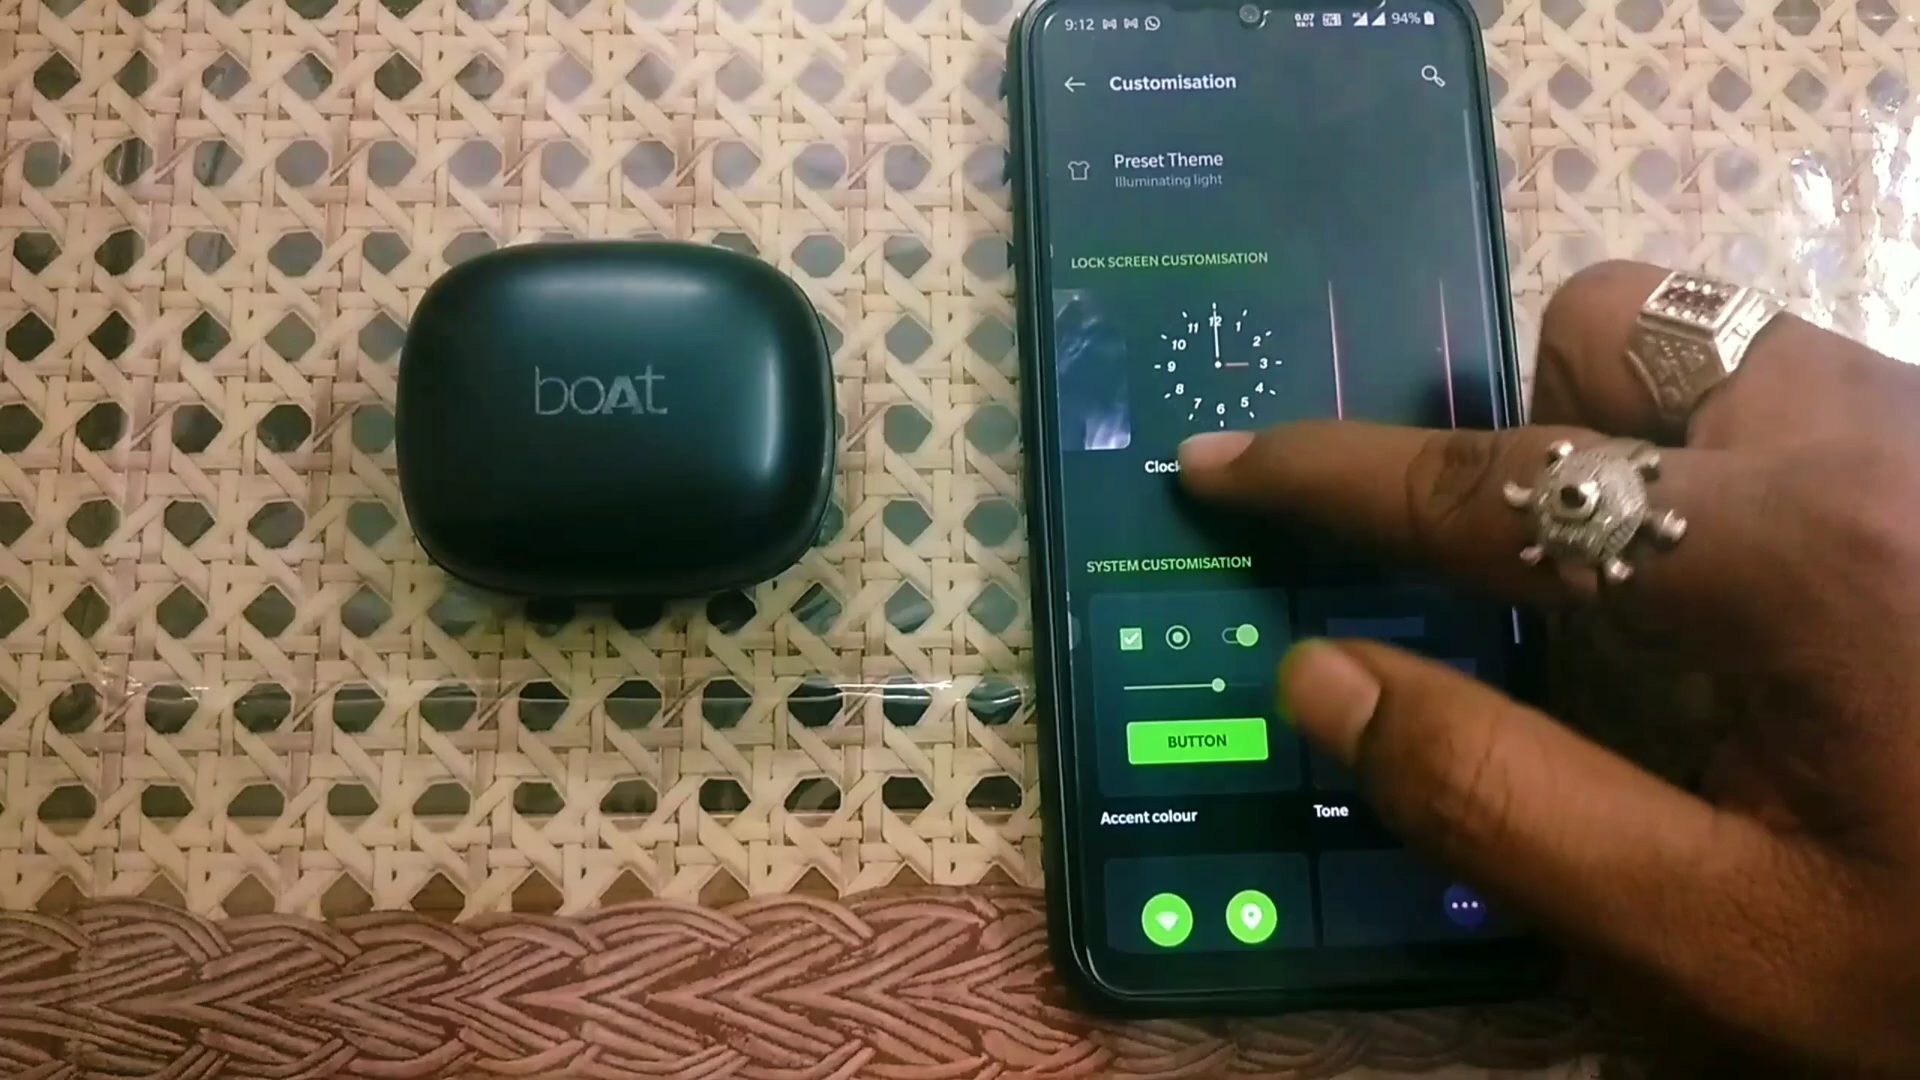 boAt
9:12
94%
Customisation
Preset Theme
Illuminating light
LOCK SCREEN CUSTOMISATION
12
11
1
10
2
9
3
8
4
7
5
6
SYSTEM CUSTOMISATION
BUTTON
Accent colour
Tone